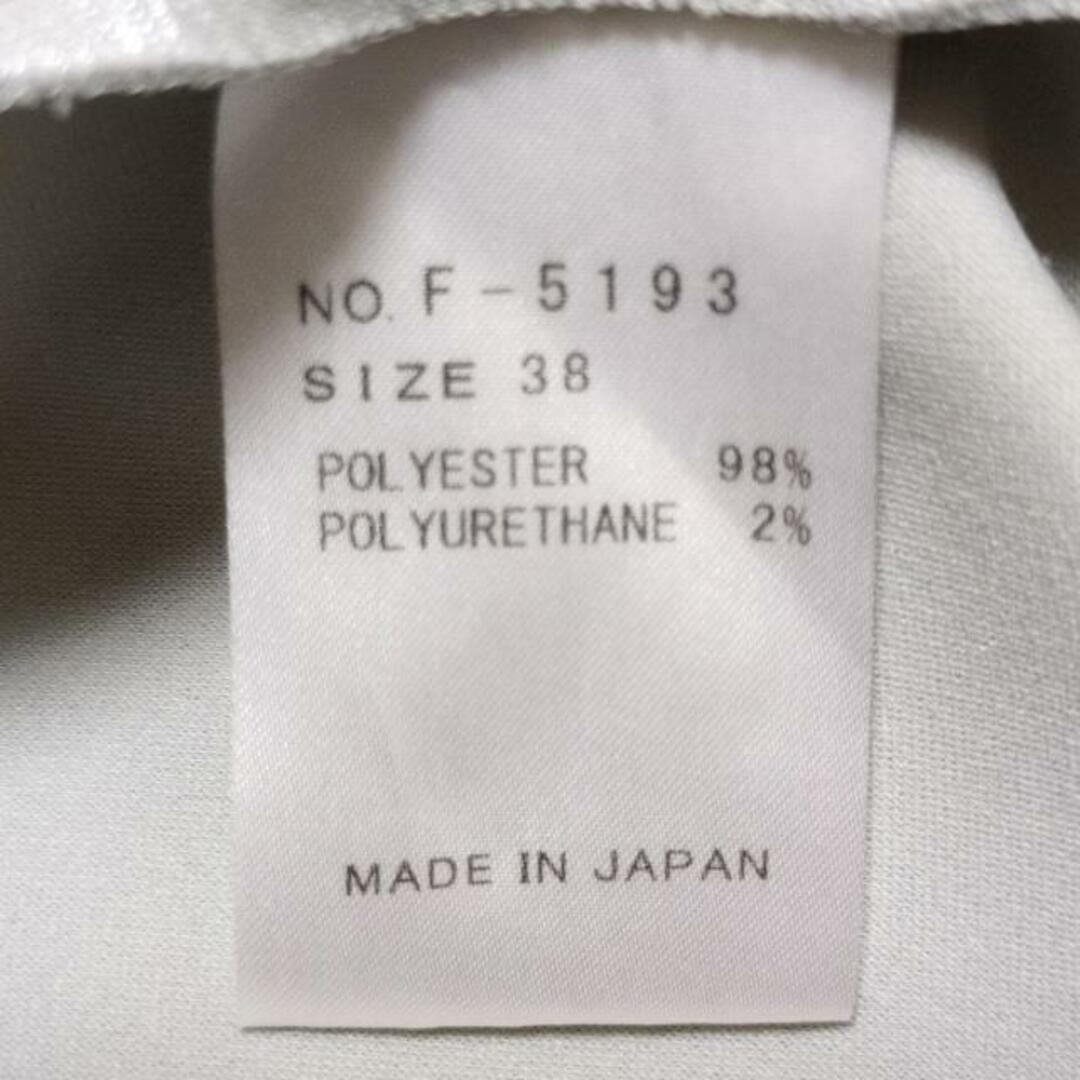 NO. F-5193
SIZE 38
POLYESTER 98%
POLYURETHANE 2%
MADE IN JAPAN